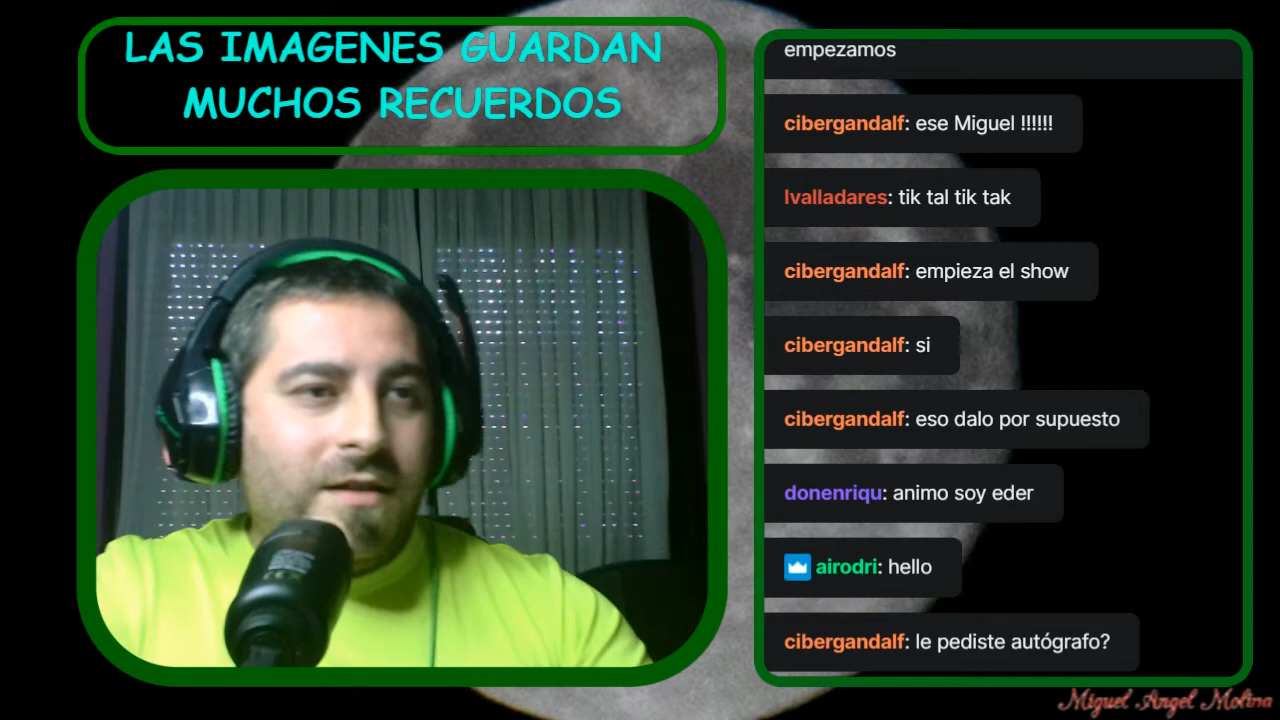 LAS IMAGENES GUARDAN
MUCHOS RECUERDOS
empezamos
cibergandalf: ese Miguel !!!!!!
lvalladares: tik tal tik tak
cibergandalf: empieza el show
cibergandalf: si
cibergandalf: eso dalo por supuesto
donenriqu: animo soy eder
airodri: hello
cibergandalf: le pediste autógrafo?
Miguel Angel Molina